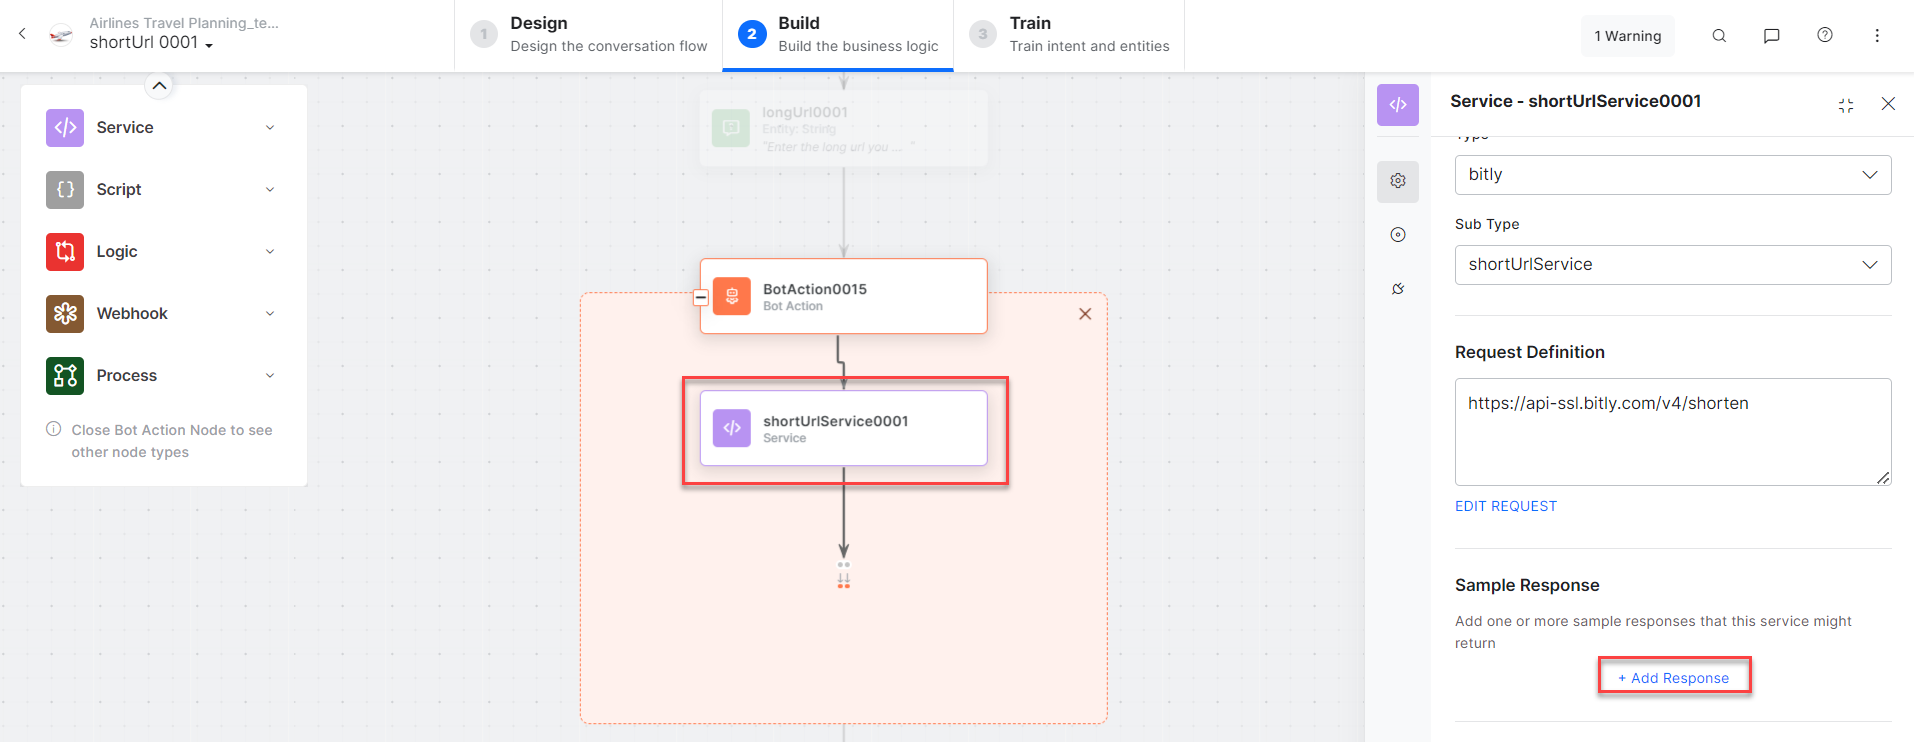 Airlines Travel Planning_te...
shortUrl 0001
1
Design
Design the conversation flow
2
Build
Build the business logic
3
Train
Train intent and entities
1 Warning
Service
Script
Logic
Webhook
Process
Close Bot Action Node to see
other node types
longUrl0001
Entity: String
"Enter the long url you ... "
BotAction0015
Bot Action
shortUrlService0001
Service
Service - shortUrlService0001
Type
bitly
Sub Type
shortUrlService
Request Definition
https://api-ssl.bitly.com/v4/shorten
EDIT REQUEST
Sample Response
Add one or more sample responses that this service might
return
+ Add Response